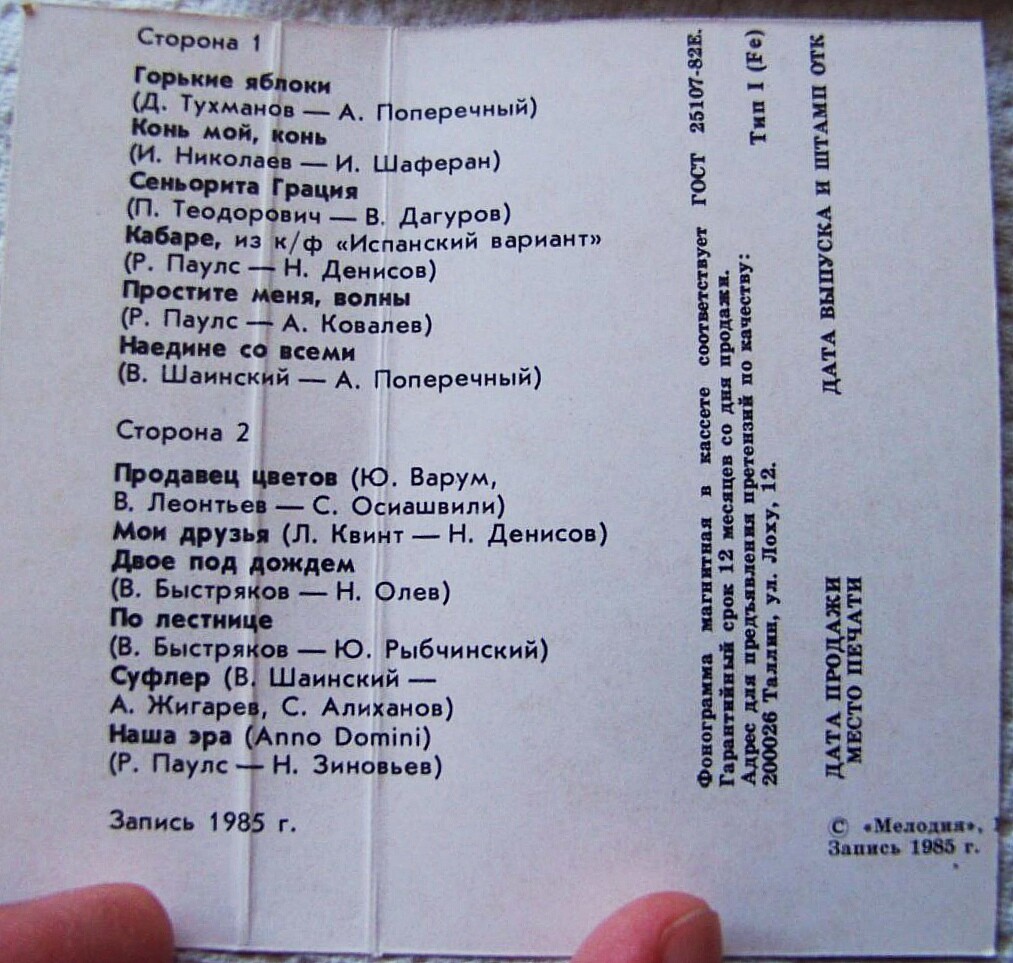 Сторона 1
Горькие яблоки
(Д. Тухманов — А. Поперечный)
Конь мой, конь
(И. Николаев — И. Шаферан)
Сеньорита Грация
(П. Теодорович — В. Дагуров)
Кабаре, из к/ф «Испанский вариант»
(Р. Паулс — Н. Денисов)
Простите меня, волны
(Р. Паулс — А. Ковалев)
Наедине со всеми
(В. Шаинский — А. Поперечный)
Сторона 2
Продавец цветов (Ю. Варум,
В. Леонтьев — С. Осиашвили)
Мои друзья (Л. Квинт — Н. Денисов)
Двое под дождем
(В. Быстряков — Н. Олев)
По лестнице
(В. Быстряков — Ю. Рыбчинский)
Суфлер (В. Шаинский —
А. Жигарев, С. Алиханов)
Наша эра (Anno Domini)
(Р. Паулс — Н. Зиновьев)
Запись 1985 г.
Фонограмма магнитная в кассете соответствует ГОСТ 25107-82Е.
Гарантийный срок 12 месяцев со дня продажи. Тип I (Fe)
Адрес для предъявления претензий по качеству:
200026 Таллин, ул. Лоху, 12.
ДАТА ВЫПУСКА И ШТАМП ОТК
ДАТА ПРОДАЖИ
МЕСТО ПЕЧАТИ
© «Мелодия»,
Запись 1985 г.